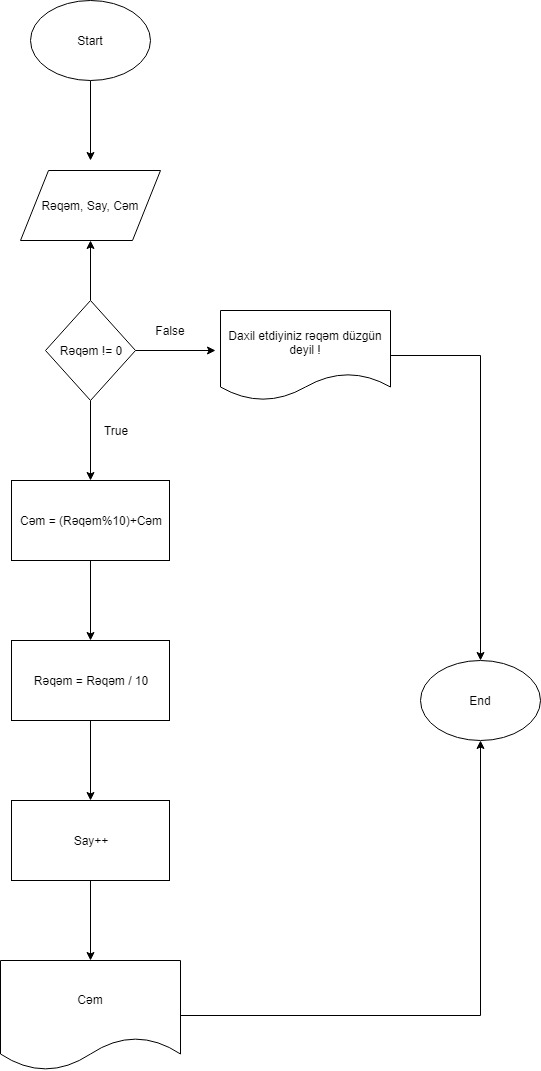 Start
Rəqəm, Say, Cəm
Rəqəm != 0
False
Daxil etdiyiniz rəqəm düzgün
deyil !
True
Cəm = (Rəqəm%10)+Cəm
Rəqəm = Rəqəm / 10
End
Say++
Cəm